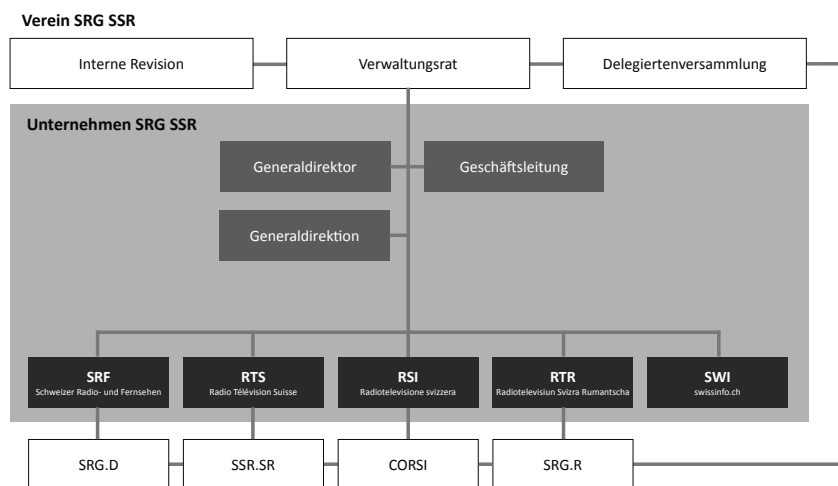 Verein SRG SSR
Interne Revision
Verwaltungsrat
Delegiertenversammlung
Unternehmen SRG SSR
Generaldirektor
Geschäftsleitung
Generaldirektion
SRF
Schweizer Radio- und Fernsehen
RTS
Radio Télévision Suisse
RSI
Radiotelevisione svizzera
RTR
Radiotelevisiun Svizra Rumantscha
SWI
swissinfo.ch
SRG.D
SSR.SR
CORSI
SRG.R